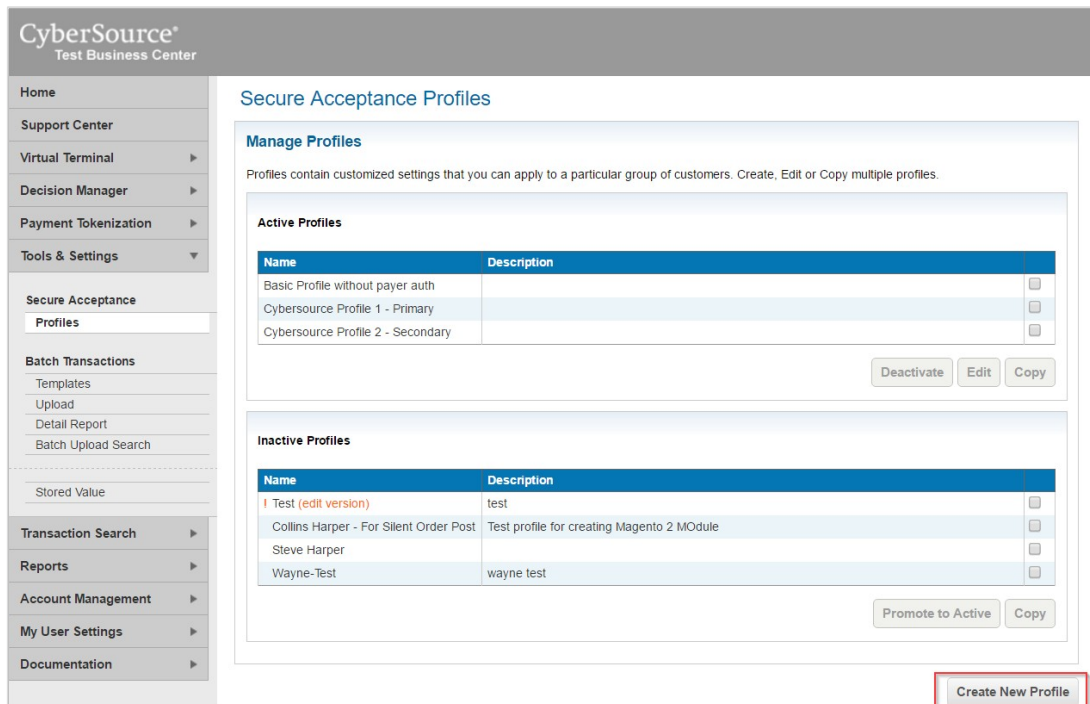 CyberSource®
Test Business Center
Home
Support Center
Virtual Terminal
Decision Manager
Payment Tokenization
Tools & Settings
Secure Acceptance
Profiles
Batch Transactions
Templates
Upload
Detail Report
Batch Upload Search
Stored Value
Transaction Search
Reports
Account Management
My User Settings
Documentation
Secure Acceptance Profiles
Manage Profiles
Profiles contain customized settings that you can apply to a particular group of customers. Create, Edit or Copy multiple profiles.
Active Profiles
Name Description
Basic Profile without payer auth
Cybersource Profile 1 - Primary
Cybersource Profile 2 - Secondary
Deactivate Edit Copy
Inactive Profiles
Name Description
! Test (edit version) test
Collins Harper - For Silent Order Post Test profile for creating Magento 2 MOdule
Steve Harper
Wayne-Test wayne test
Promote to Active Copy
Create New Profile